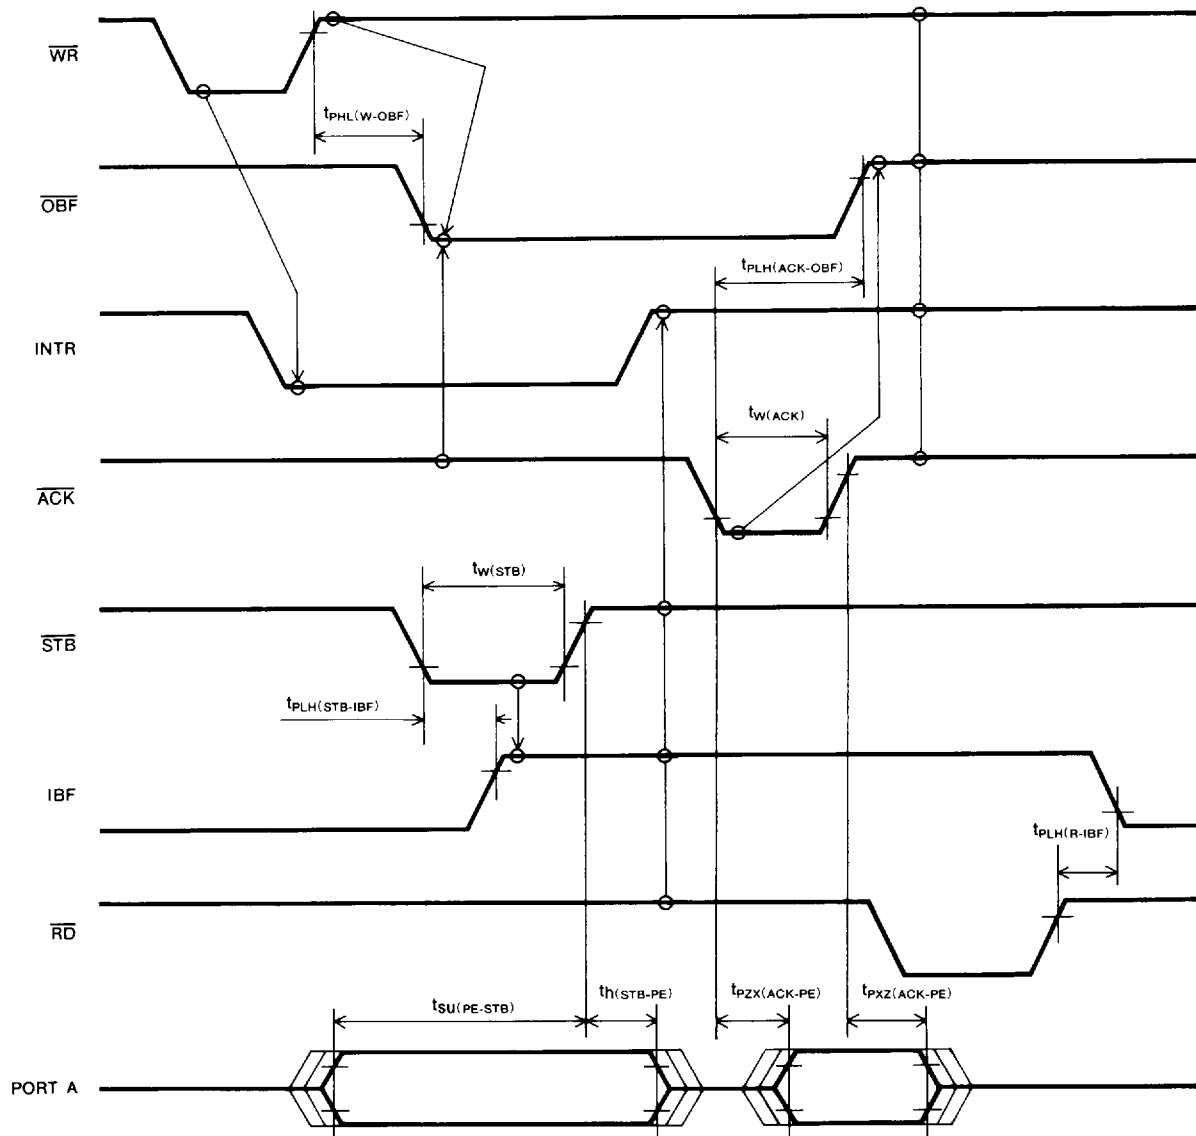 WR
tPHL(W-OBF)
OBF
tPLH(ACK-OBF)
INTR
tW(ACK)
ACK
tW(STB)
STB
tPLH(STB-IBF)
IBF
tPLH(R-IBF)
RD
tSU(PE-STB)
th(STB-PE)
tPZX(ACK-PE)
tPXZ(ACK-PE)
PORT A